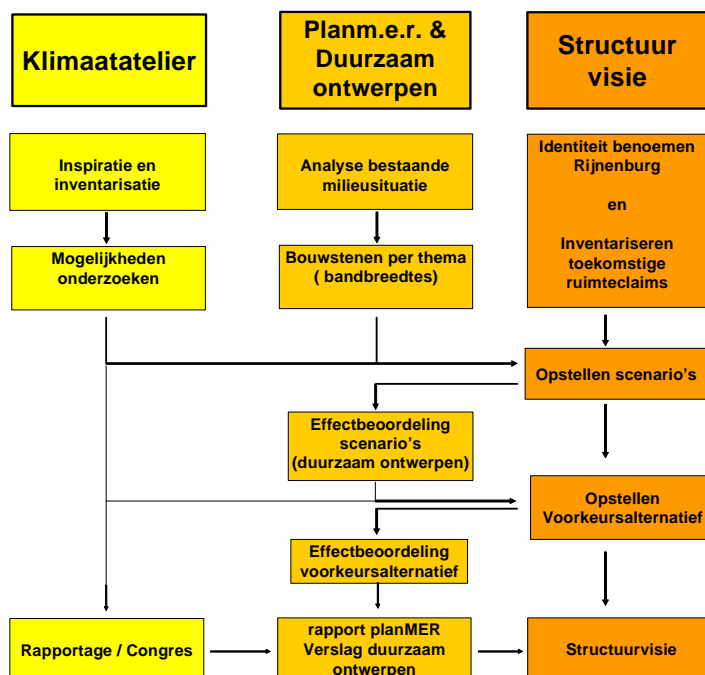 Klimaatatelier
Planm.e.r. &
Duurzaam
ontwerpen
Structuur
visie
Inspiratie en
inventarisatie
Analyse bestaande
milieusituatie
Identiteit benoemen
Rijnenburg
en
Inventariseren
toekomstige
ruimteclaims
Mogelijkheden
onderzoeken
Bouwstenen per thema
( bandbreedtes)
Opstellen scenario's
Effectbeoordeling
scenario's
(duurzaam ontwerpen)
Opstellen
Voorkeursalternatief
Effectbeoordeling
voorkeursalternatief
Rapportage / Congres
rapport planMER
Verslag duurzaam
ontwerpen
Structuurvisie